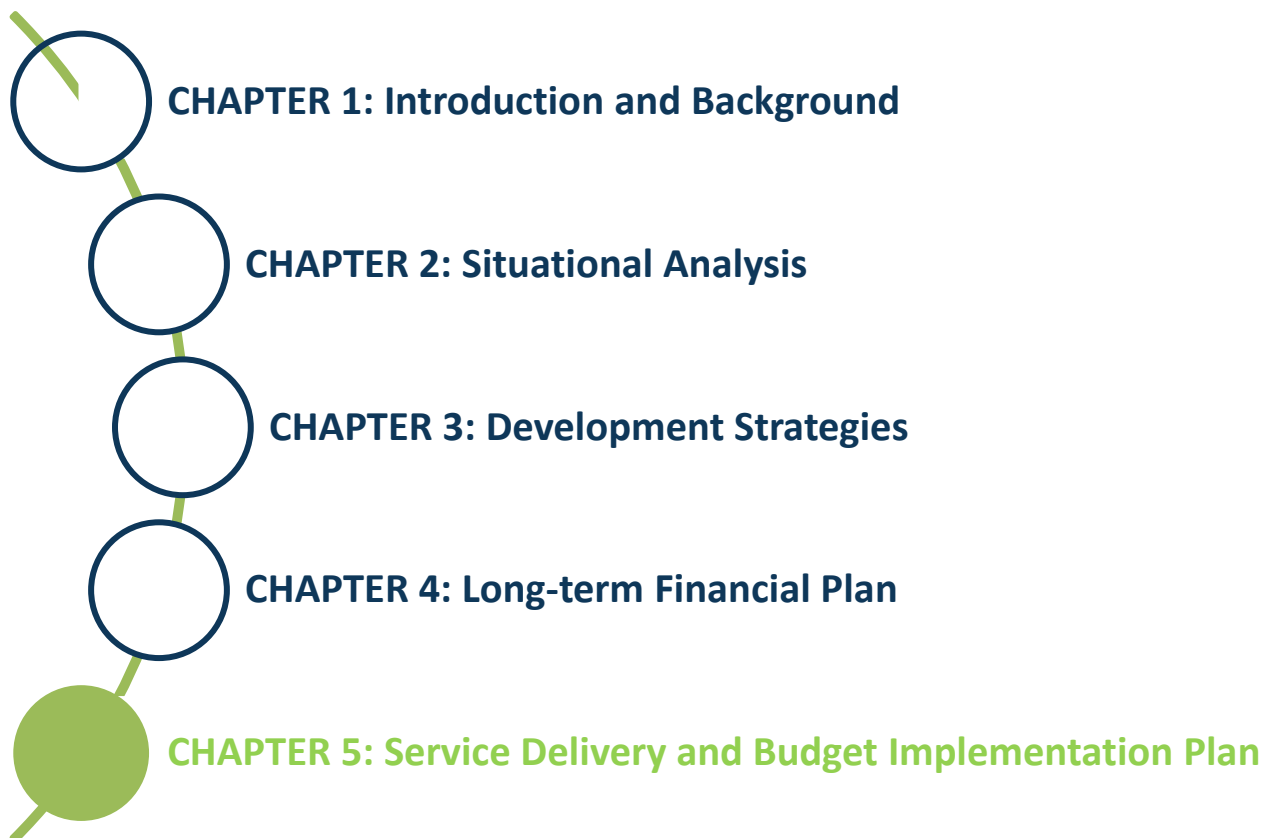 CHAPTER 1: Introduction and Background
CHAPTER 2: Situational Analysis
CHAPTER 3: Development Strategies
CHAPTER 4: Long-term Financial Plan
CHAPTER 5: Service Delivery and Budget Implementation Plan